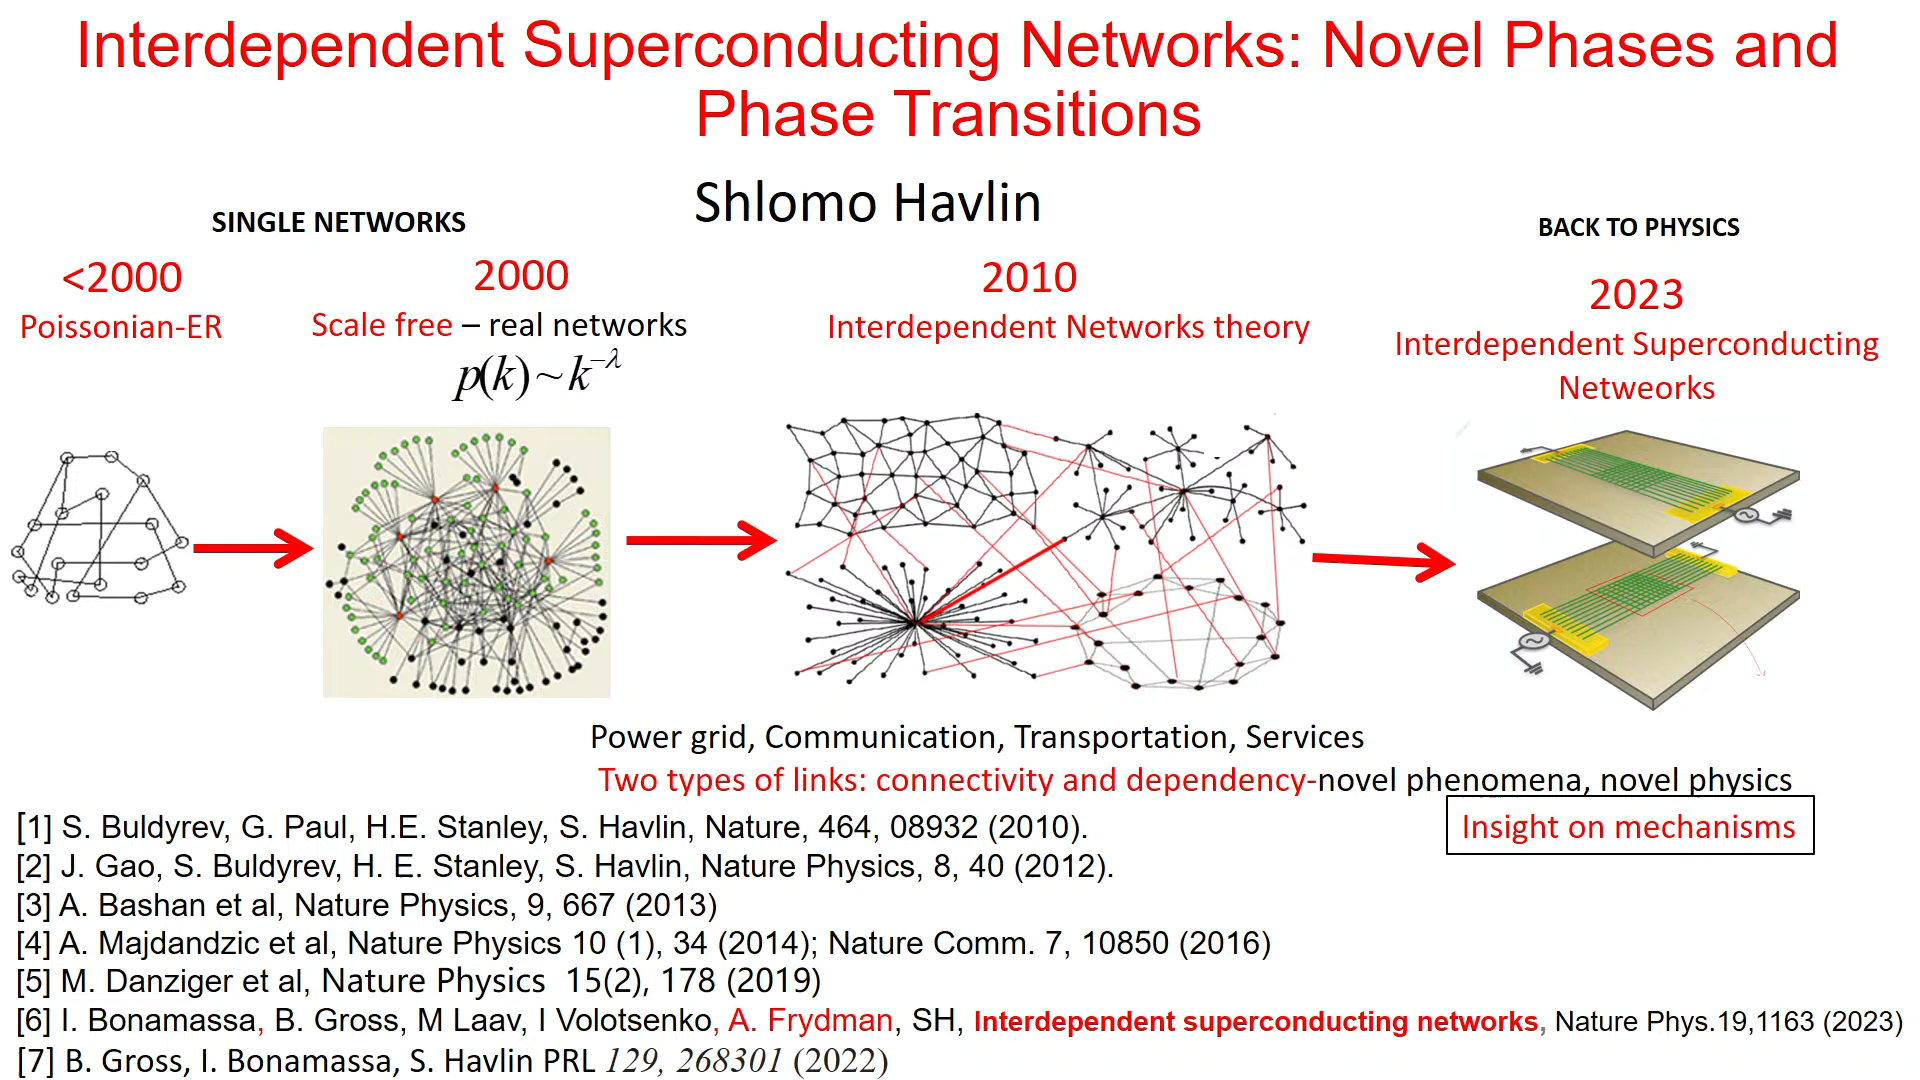 Interdependent Superconducting Networks: Novel Phases and
Phase Transitions
Shlomo Havlin
SINGLE NETWORKS
BACK TO PHYSICS
<2000
Poissonian-ER
2000
Scale free – real networks
p(k) ~ k^−λ
2010
Interdependent Networks theory
2023
Interdependent Superconducting
Netweorks
Power grid, Communication, Transportation, Services
Two types of links: connectivity and dependency-novel phenomena, novel physics
Insight on mechanisms
[1] S. Buldyrev, G. Paul, H.E. Stanley, S. Havlin, Nature, 464, 08932 (2010).
[2] J. Gao, S. Buldyrev, H. E. Stanley, S. Havlin, Nature Physics, 8, 40 (2012).
[3] A. Bashan et al, Nature Physics, 9, 667 (2013)
[4] A. Majdandzic et al, Nature Physics 10 (1), 34 (2014); Nature Comm. 7, 10850 (2016)
[5] M. Danziger et al, Nature Physics 15(2), 178 (2019)
[6] I. Bonamassa, B. Gross, M Laav, I Volotsenko, A. Frydman, SH, Interdependent superconducting networks, Nature Phys.19,1163 (2023)
[7] B. Gross, I. Bonamassa, S. Havlin PRL 129, 268301 (2022)